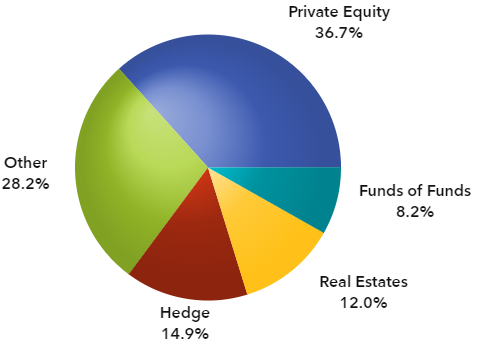 Private Equity
36.7%
Other
28.2%
Funds of Funds
8.2%
Real Estates
12.0%
Hedge
14.9%